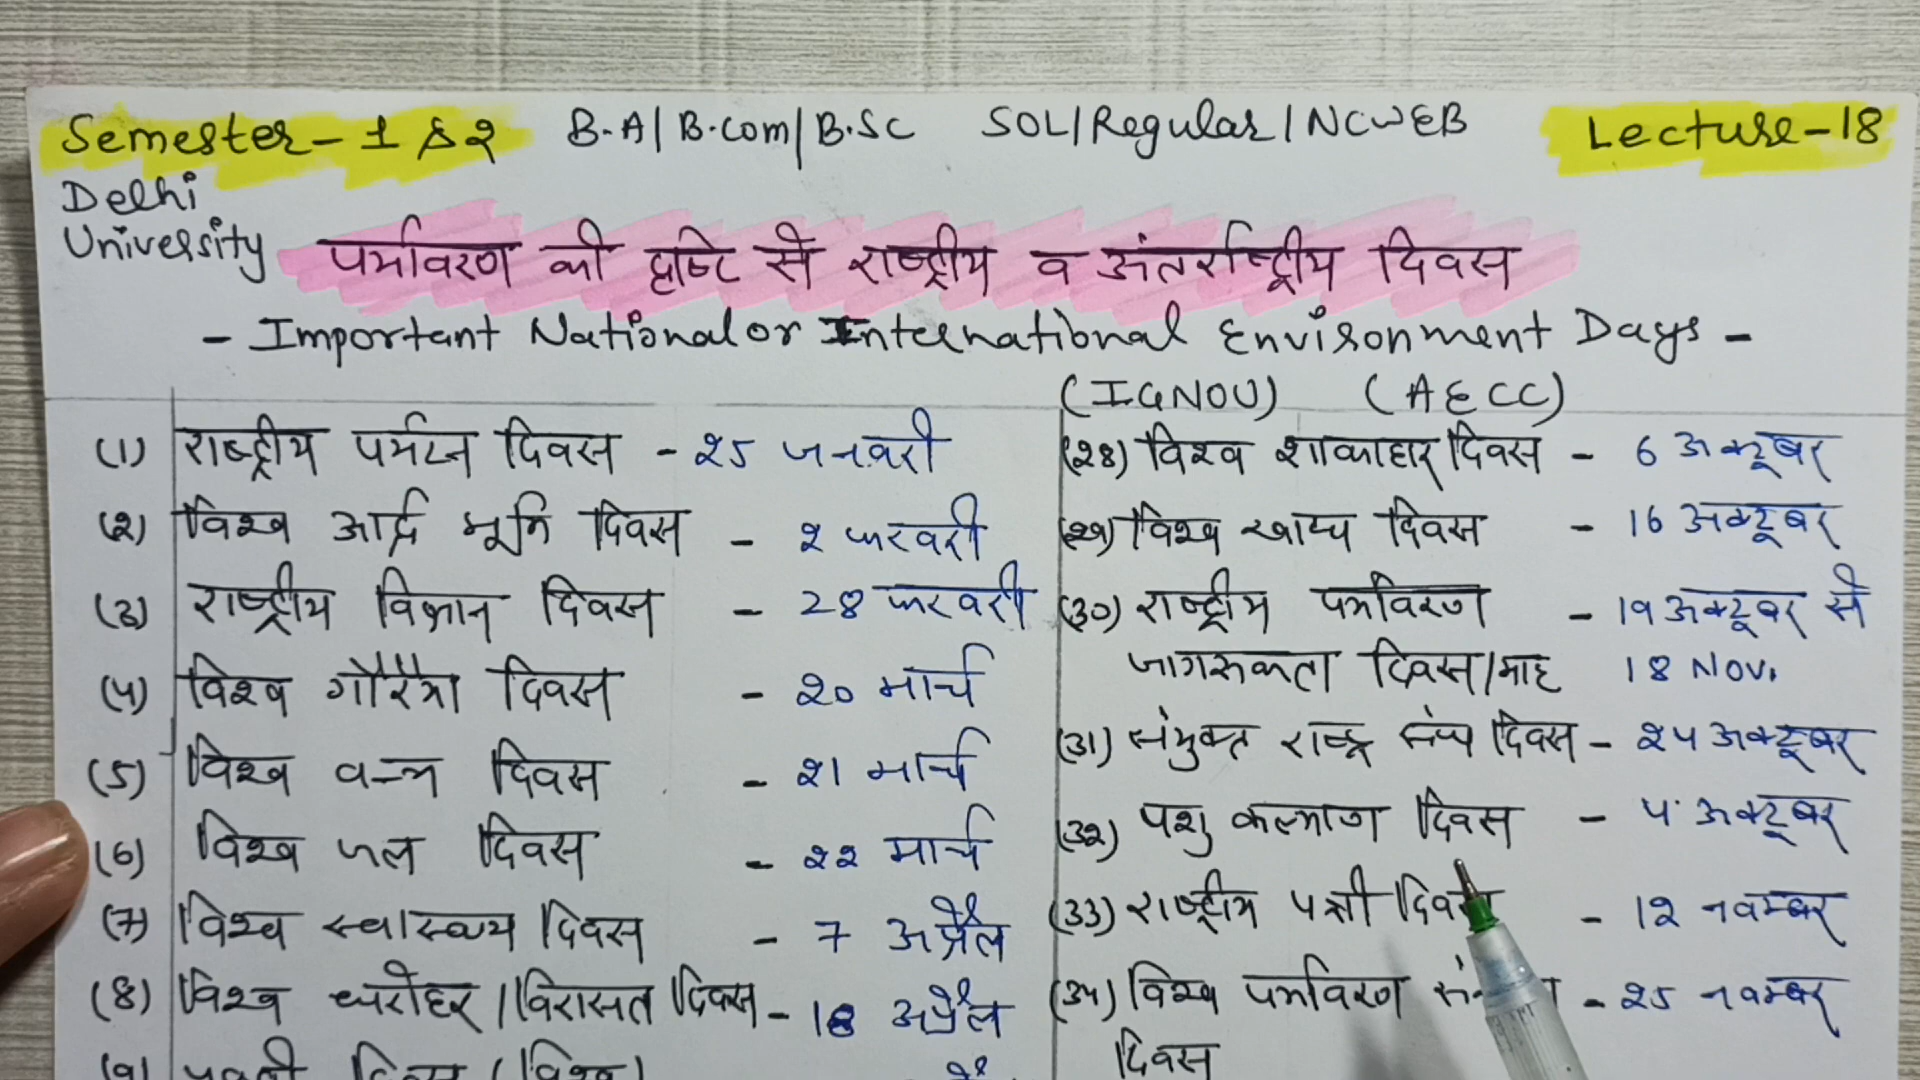 Semester-1 & 2 B.A/B.com/B.Sc SOL/Regular/NCWEB Lecture-18
Delhi
University
पर्यावरण की दृष्टि से राष्ट्रीय व अंतर्राष्ट्रीय दिवस
- Important National or International Environment Days -
(IGNOU) (AECC)
(1) राष्ट्रीय पर्यटन दिवस - 25 जनवरी
(2) विश्व आर्द्र भूमि दिवस - 2 फरवरी
(3) राष्ट्रीय विज्ञान दिवस - 28 फरवरी
(4) विश्व गौरैया दिवस - 20 मार्च
(5) विश्व वन्य दिवस - 21 मार्च
(6) विश्व जल दिवस - 22 मार्च
(7) विश्व स्वास्थ्य दिवस - 7 अप्रैल
(8) विश्व धरोहर/विरासत दिवस - 18 अप्रैल
(9) पृथ्वी दिवस (विश्व)
(28) विश्व शाकाहार दिवस - 6 अक्टूबर
(29) विश्व खाद्य दिवस - 16 अक्टूबर
(30) राष्ट्रीय पर्यावरण - 19 अक्टूबर से
जागरूकता दिवस/माह 18 Nov.
(31) संयुक्त राष्ट्र संघ दिवस - 24 अक्टूबर
(32) पशु कल्याण दिवस - 4 अक्टूबर
(33) राष्ट्रीय पक्षी दिवस - 12 नवम्बर
(34) विश्व पर्यावरण - 25 नवम्बर
दिवस